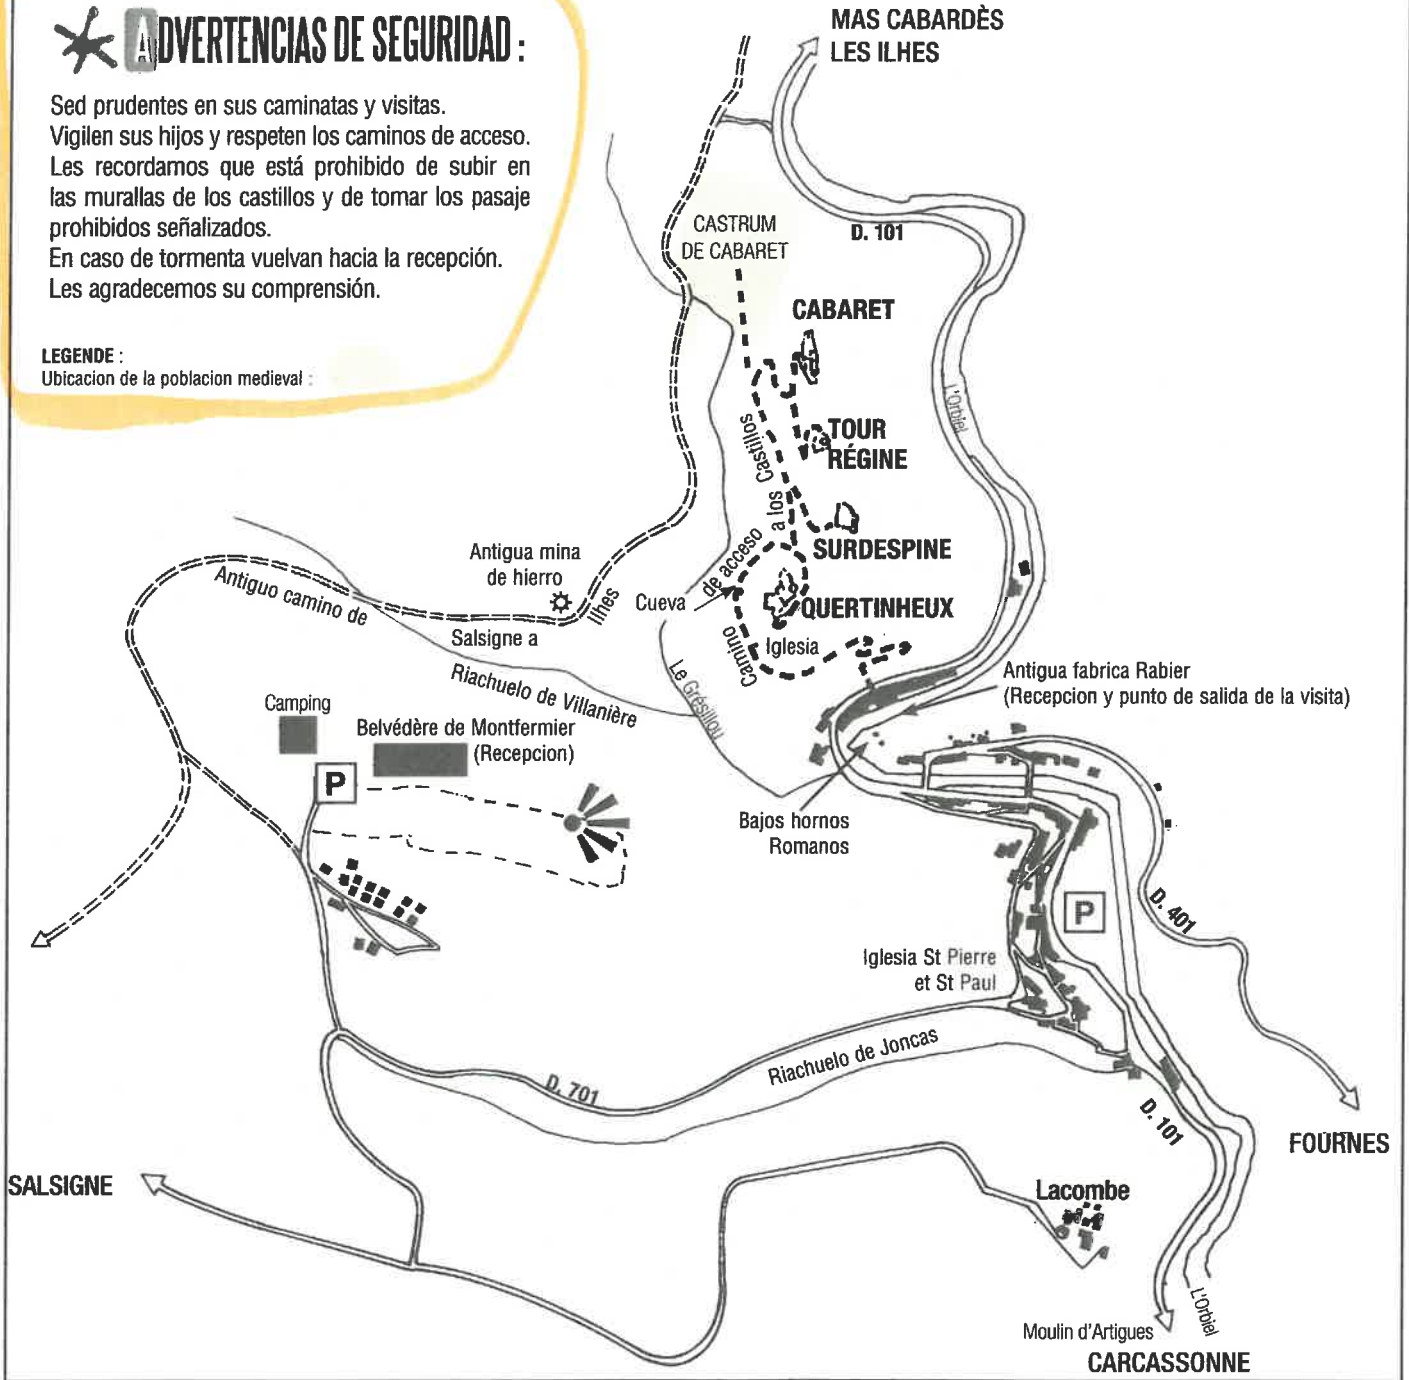 ADVERTENCIAS DE SEGURIDAD :
Sed prudentes en sus caminatas y visitas.
Vigilen sus hijos y respeten los caminos de acceso.
Les recordamos que está prohibido de subir en
las murallas de los castillos y de tomar los pasaje
prohibidos señalizados.
En caso de tormenta vuelvan hacia la recepción.
Les agradecemos su comprensión.
LEGENDE :
Ubicacion de la poblacion medieval :
MAS CABARDÈS
LES ILHES
D. 101
CASTRUM
DE CABARET
CABARET
L'Orbiel
TOUR
RÉGINE
SURDESPINE
QUERTINHEUX
Camino de acceso a los Castillos
Cueva
Iglesia
Antigua mina
de hierro
Antiguo camino de Salsigne a Ilhes
Riachuelo de Villanière
Le Grésillou
Antigua fabrica Rabier
(Recepcion y punto de salida de la visita)
Camping
Belvédère de Montfermier
(Recepcion)
P
Bajos hornos
Romanos
P
D. 401
Iglesia St Pierre
et St Paul
Riachuelo de Joncas
D. 701
D. 101
FOURNES
SALSIGNE
Lacombe
L'Orbiel
Moulin d'Artigues
CARCASSONNE